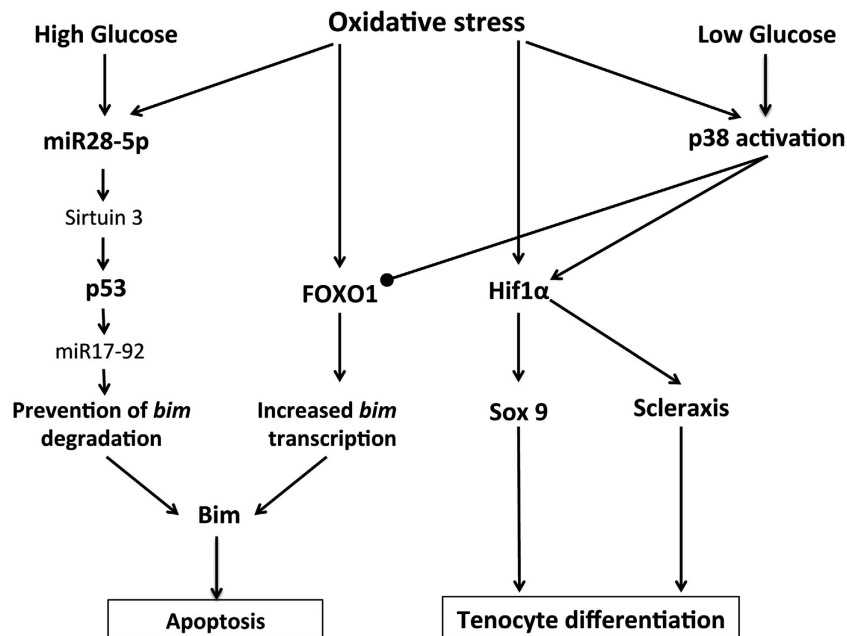 High Glucose
Oxidative stress
Low Glucose
miR28-5p
p38 activation
Sirtuin 3
p53
FOXO1
Hif1α
miR17-92
Prevention of bim
degradation
Increased bim
transcription
Sox 9
Scleraxis
Bim
Apoptosis
Tenocyte differentiation